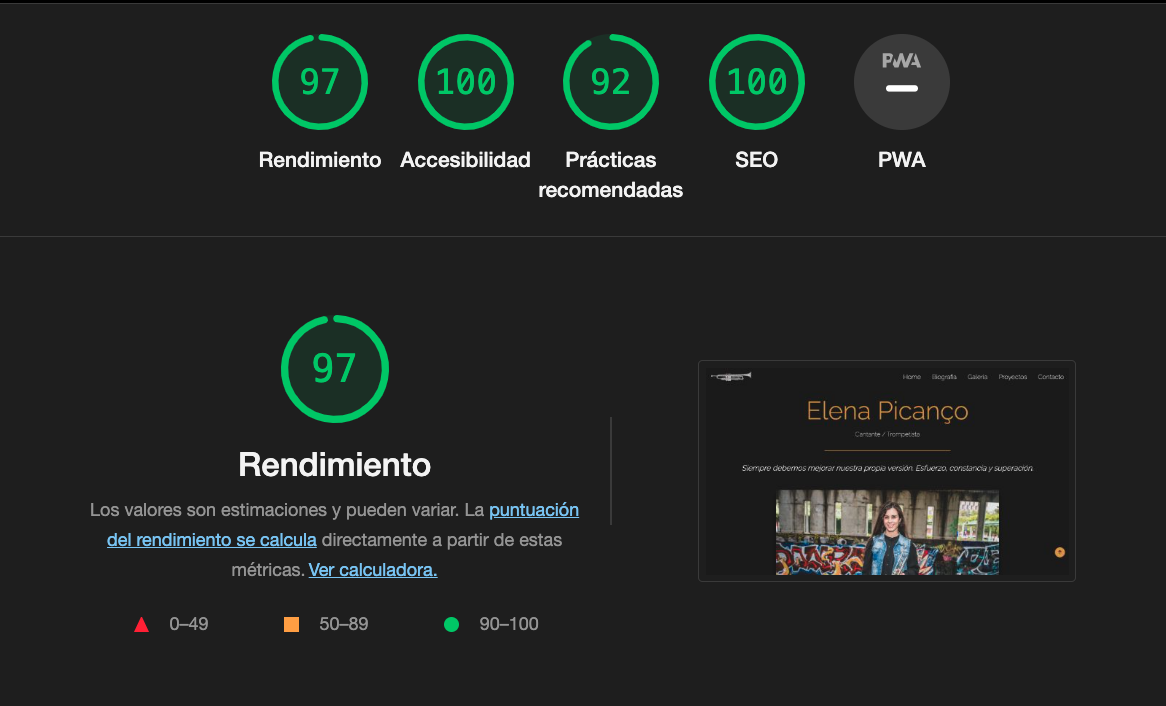 97
100
92
100
PWA
Rendimiento
Accesibilidad
Prácticas
recomendadas
SEO
PWA
97
Rendimiento
Los valores son estimaciones y pueden variar. La puntuación
del rendimiento se calcula directamente a partir de estas
métricas. Ver calculadora.
0–49
50–89
90–100
Home Biografía Galería Proyectos Contacto
Elena Picanço
Cantante / Trompetista
Siempre debemos mejorar nuestra propia versión. Esfuerzo, constancia y superación.